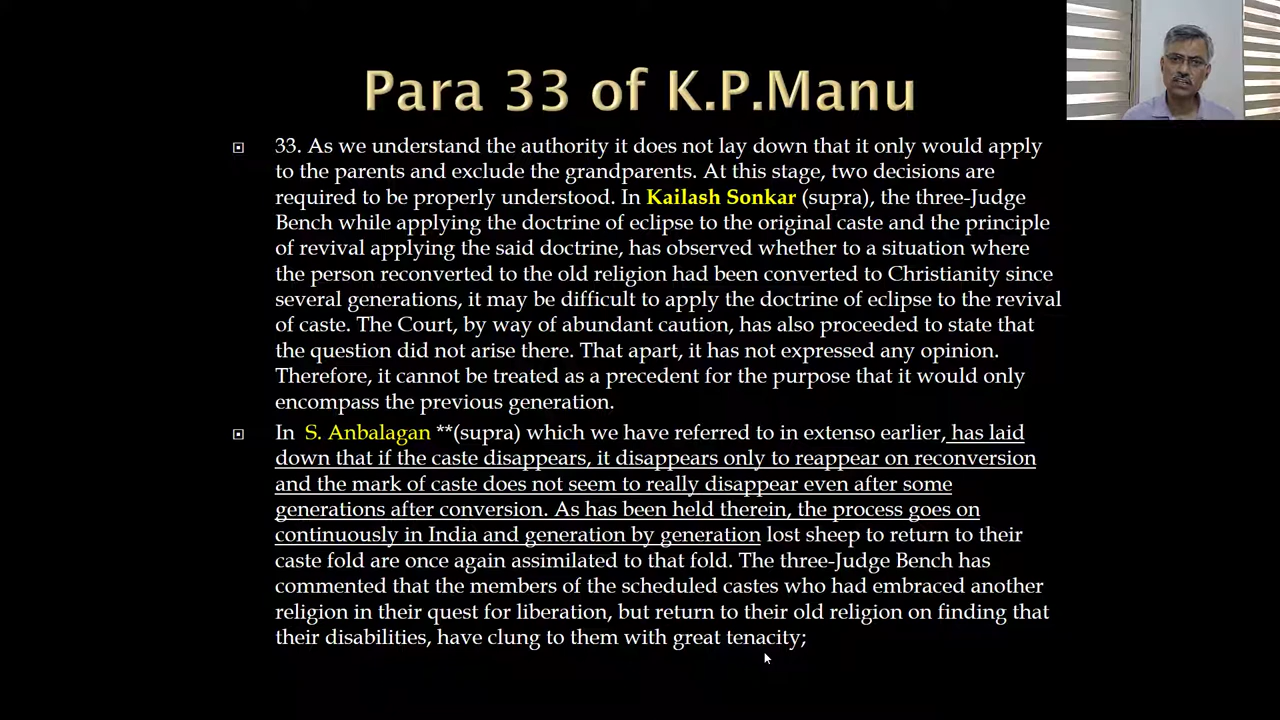 Para 33 of K.P.Manu
33. As we understand the authority it does not lay down that it only would apply
to the parents and exclude the grandparents. At this stage, two decisions are
required to be properly understood. In Kailash Sonkar (supra), the three-Judge
Bench while applying the doctrine of eclipse to the original caste and the principle
of revival applying the said doctrine, has observed whether to a situation where
the person reconverted to the old religion had been converted to Christianity since
several generations, it may be difficult to apply the doctrine of eclipse to the revival
of caste. The Court, by way of abundant caution, has also proceeded to state that
the question did not arise there. That apart, it has not expressed any opinion.
Therefore, it cannot be treated as a precedent for the purpose that it would only
encompass the previous generation.
In S. Anbalagan **(supra) which we have referred to in extenso earlier, has laid
down that if the caste disappears, it disappears only to reappear on reconversion
and the mark of caste does not seem to really disappear even after some
generations after conversion. As has been held therein, the process goes on
continuously in India and generation by generation lost sheep to return to their
caste fold are once again assimilated to that fold. The three-Judge Bench has
commented that the members of the scheduled castes who had embraced another
religion in their quest for liberation, but return to their old religion on finding that
their disabilities, have clung to them with great tenacity;